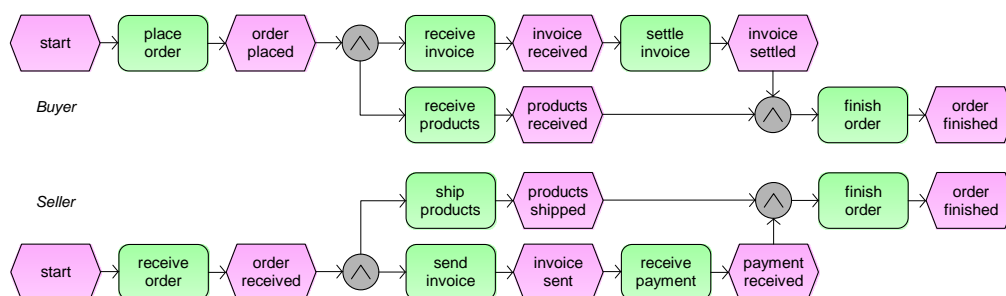 start
place
order
order
placed
receive
invoice
invoice
received
settle
invoice
invoice
settled
Buyer
receive
products
products
received
finish
order
order
finished
Seller
ship
products
products
shipped
finish
order
order
finished
start
receive
order
order
received
send
invoice
invoice
sent
receive
payment
payment
received